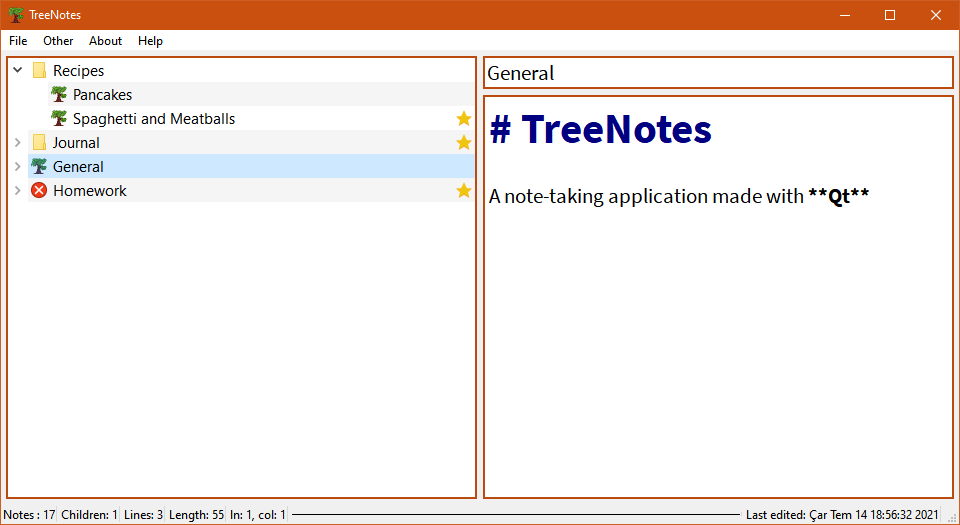 TreeNotes
File Other About Help
Recipes
Pancakes
Spaghetti and Meatballs
Journal
General
Homework
General
# TreeNotes
A note-taking application made with **Qt**
Notes : 17 Children: 1 Lines: 3 Length: 55 ln: 1, col: 1 Last edited: Çar Tem 14 18:56:32 2021